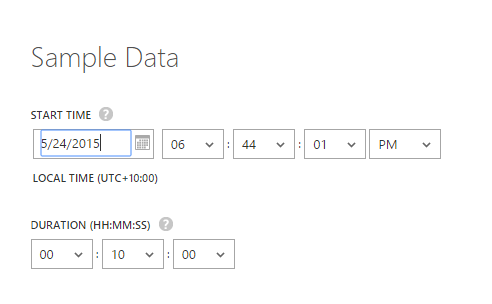 Sample Data
START TIME ?
5/24/2015 06 : 44 : 01 PM
LOCAL TIME (UTC+10:00)
DURATION (HH:MM:SS) ?
00 : 10 : 00